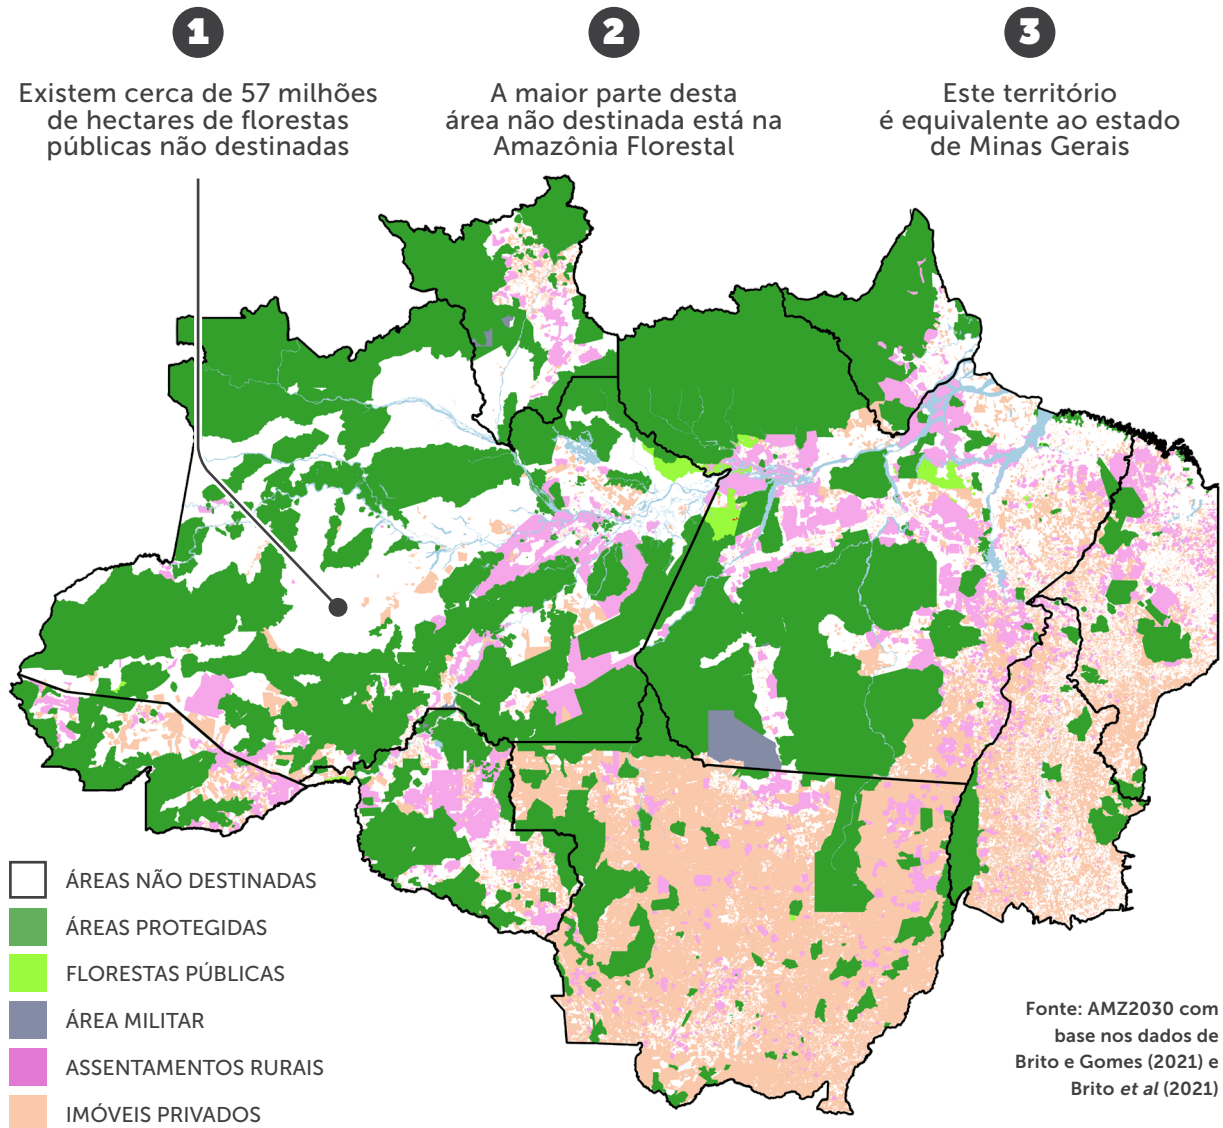 1
Existem cerca de 57 milhões
de hectares de florestas
públicas não destinadas
2
A maior parte desta
área não destinada está na
Amazônia Florestal
3
Este território
é equivalente ao estado
de Minas Gerais
ÁREAS NÃO DESTINADAS
ÁREAS PROTEGIDAS
FLORESTAS PÚBLICAS
ÁREA MILITAR
ASSENTAMENTOS RURAIS
IMÓVEIS PRIVADOS
Fonte: AMZ2030 com
base nos dados de
Brito e Gomes (2021) e
Brito et al (2021)